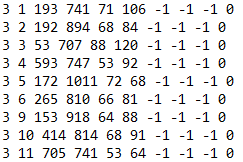 3 1 193 741 71 106 -1 -1 -1 0
3 2 192 894 68 84 -1 -1 -1 0
3 3 53 707 88 120 -1 -1 -1 0
3 4 593 747 53 92 -1 -1 -1 0
3 5 172 1011 72 68 -1 -1 -1 0
3 6 265 810 66 81 -1 -1 -1 0
3 9 153 918 64 88 -1 -1 -1 0
3 10 414 814 68 91 -1 -1 -1 0
3 11 705 741 53 64 -1 -1 -1 0